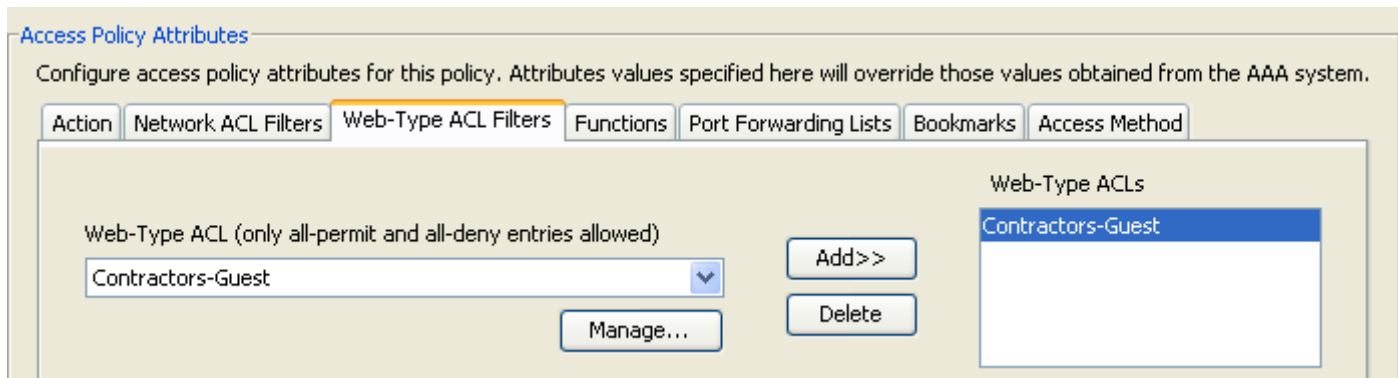 Access Policy Attributes
Configure access policy attributes for this policy. Attributes values specified here will override those values obtained from the AAA system.
Action Network ACL Filters Web-Type ACL Filters Functions Port Forwarding Lists Bookmarks Access Method
Web-Type ACLs
Web-Type ACL (only all-permit and all-deny entries allowed)
Contractors-Guest
Manage...
Add>>
Delete
Contractors-Guest